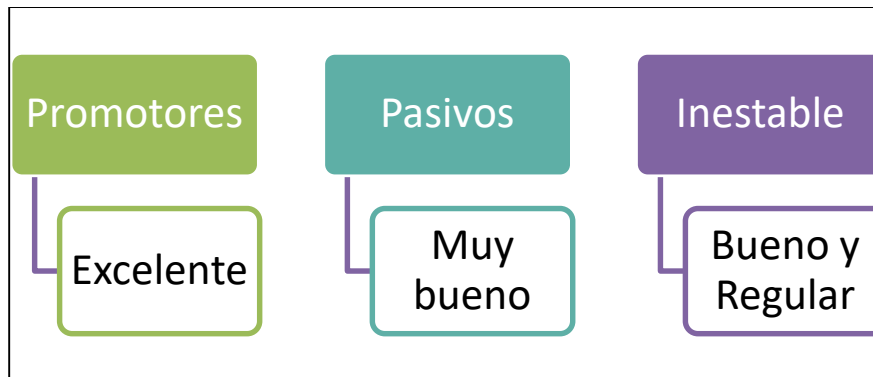 Promotores
Pasivos
Inestable
Excelente
Muy
bueno
Bueno y
Regular